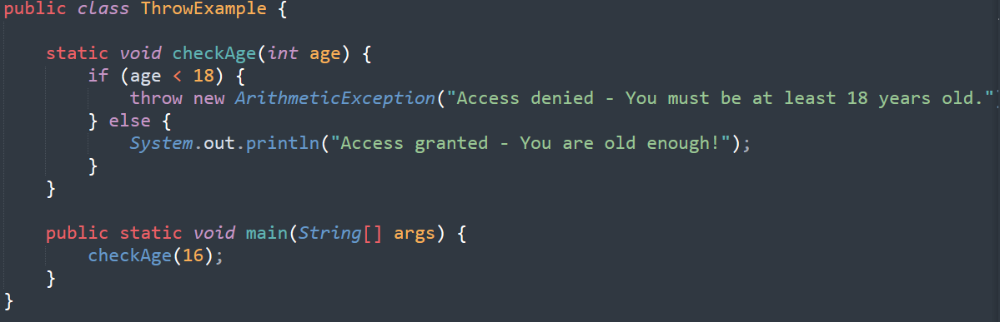 public class ThrowExample {
static void checkAge(int age) {
if (age < 18) {
throw new ArithmeticException("Access denied - You must be at least 18 years old."
} else {
System.out.println("Access granted - You are old enough!");
}
}
public static void main(String[] args) {
checkAge(16);
}
}